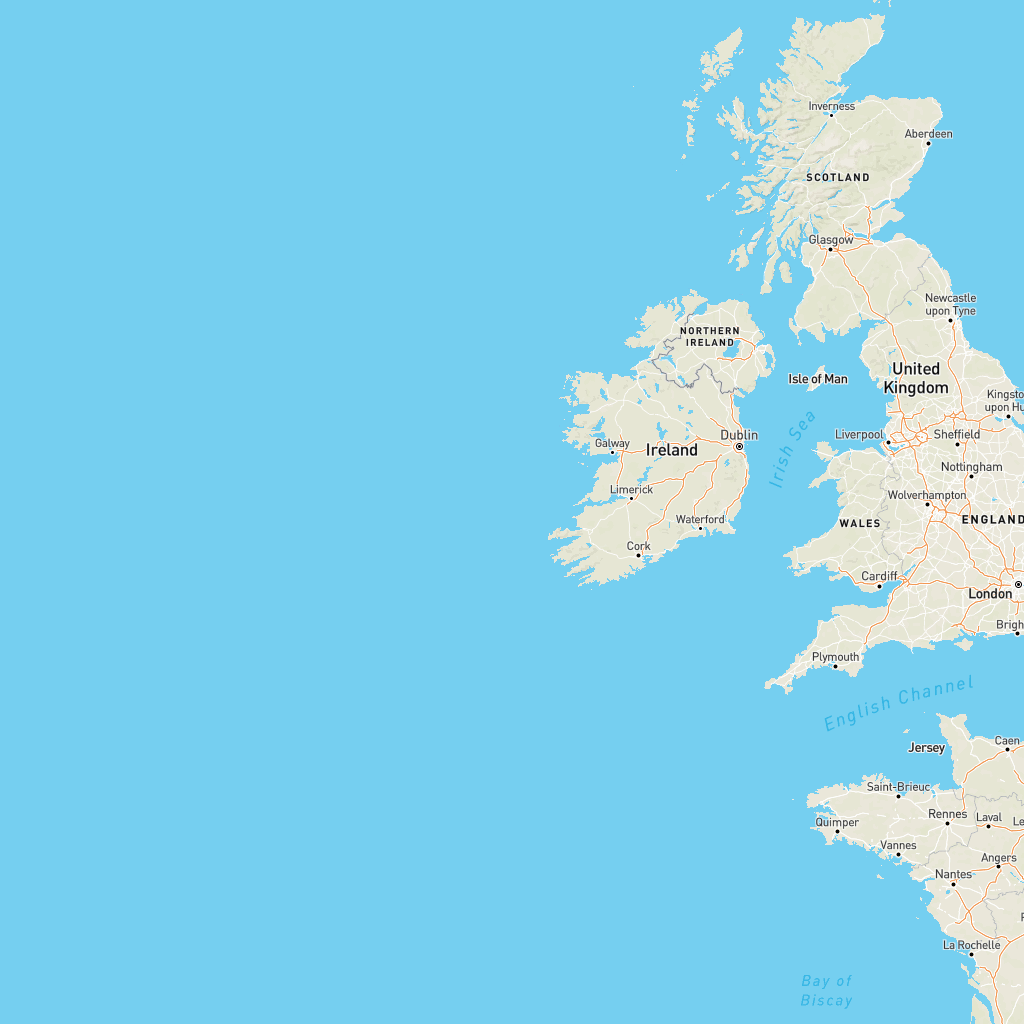 Inverness
Aberdeen
SCOTLAND
Glasgow
Newcastle
upon Tyne
NORTHERN
IRELAND
United
Kingdom
Isle of Man
Kingsto
upon Hu
Irish Sea
Dublin
Liverpool
Sheffield
Galway
Ireland
Nottingham
Limerick
Wolverhampton
Waterford
WALES
ENGLAND
Cork
Cardiff
London
Brigh
Plymouth
English Channel
Jersey
Caen
Saint-Brieuc
Quimper
Rennes
Laval
Le
Vannes
Angers
Nantes
La Rochelle
Bay of
Biscay